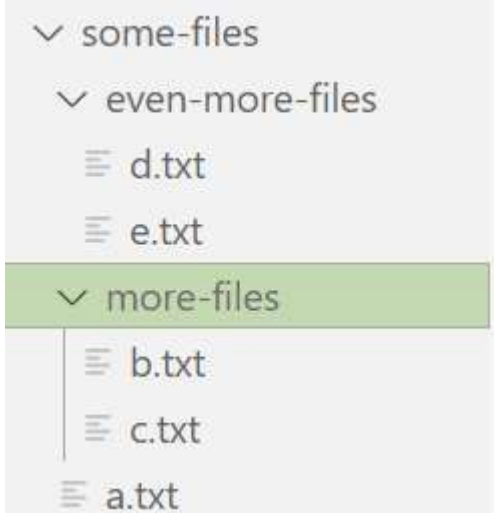 some-files
even-more-files
d.txt
e.txt
more-files
b.txt
c.txt
a.txt